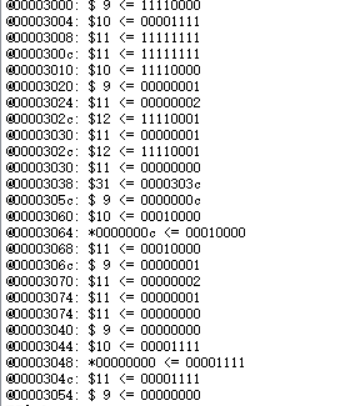 @00003000: $ 9 <= 11110000
@00003004: $10 <= 00001111
@00003008: $11 <= 11111111
@0000300c: $11 <= 11111111
@00003010: $10 <= 11110000
@00003020: $ 9 <= 00000001
@00003024: $11 <= 00000002
@0000302c: $12 <= 11110001
@00003030: $11 <= 00000001
@0000302c: $12 <= 11110001
@00003030: $11 <= 00000000
@00003038: $31 <= 0000303c
@0000305c: $ 9 <= 0000000c
@00003060: $10 <= 00010000
@00003064: *0000000c <= 00010000
@00003068: $11 <= 00010000
@0000306c: $ 9 <= 00000001
@00003070: $11 <= 00000002
@00003074: $11 <= 00000001
@00003074: $11 <= 00000000
@00003040: $ 9 <= 00000000
@00003044: $10 <= 00001111
@00003048: *00000000 <= 00001111
@0000304c: $11 <= 00001111
@00003054: $ 9 <= 00000000